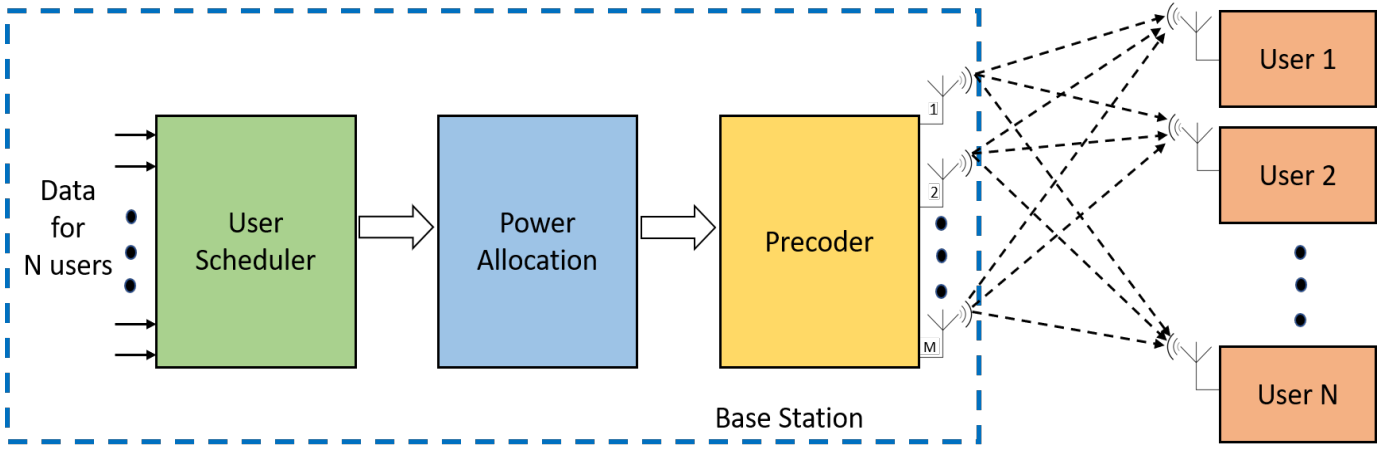 Data
for
N users
User
Scheduler
Power
Allocation
Precoder
1
2
M
Base Station
User 1
User 2
User N